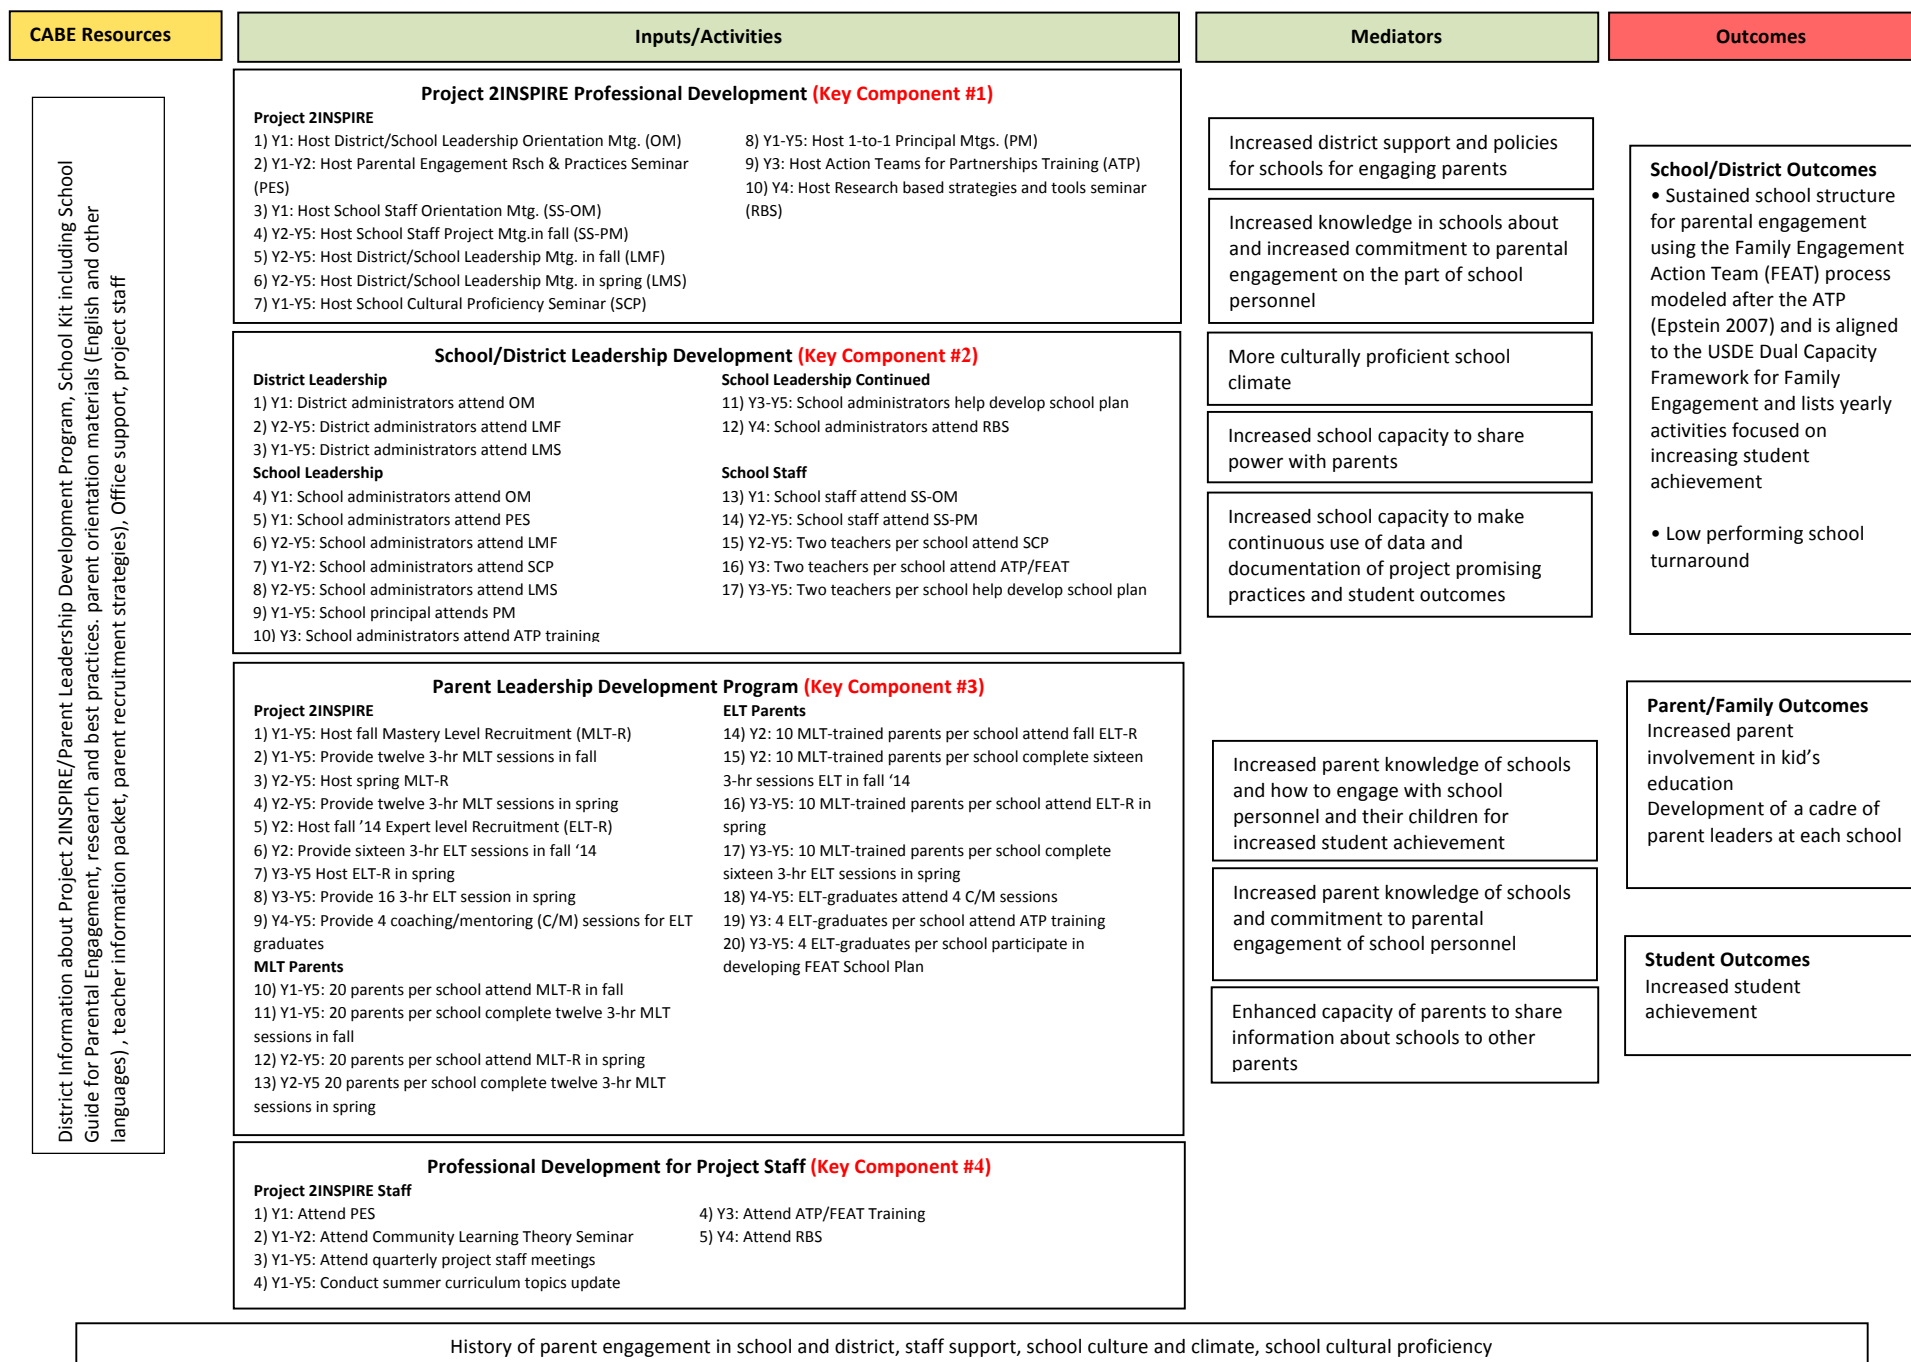 CABE Resources
Inputs/Activities
Mediators
Outcomes
District Information about Project 2INSPIRE/Parent Leadership Development Program, School Kit including School
Guide for Parental Engagement, research and best practices. parent orientation materials (English and other
languages) , teacher information packet, parent recruitment strategies), Office support, project staff
Project 2INSPIRE Professional Development (Key Component #1)
Project 2INSPIRE
1) Y1: Host District/School Leadership Orientation Mtg. (OM)
2) Y1-Y2: Host Parental Engagement Rsch & Practices Seminar
(PES)
3) Y1: Host School Staff Orientation Mtg. (SS-OM)
4) Y2-Y5: Host School Staff Project Mtg.in fall (SS-PM)
5) Y2-Y5: Host District/School Leadership Mtg. in fall (LMF)
6) Y2-Y5: Host District/School Leadership Mtg. in spring (LMS)
7) Y1-Y5: Host School Cultural Proficiency Seminar (SCP)
8) Y1-Y5: Host 1-to-1 Principal Mtgs. (PM)
9) Y3: Host Action Teams for Partnerships Training (ATP)
10) Y4: Host Research based strategies and tools seminar
(RBS)
School/District Leadership Development (Key Component #2)
District Leadership
1) Y1: District administrators attend OM
2) Y2-Y5: District administrators attend LMF
3) Y1-Y5: District administrators attend LMS
School Leadership
4) Y1: School administrators attend OM
5) Y1: School administrators attend PES
6) Y2-Y5: School administrators attend LMF
7) Y1-Y2: School administrators attend SCP
8) Y2-Y5: School administrators attend LMS
9) Y1-Y5: School principal attends PM
10) Y3: School administrators attend ATP training
School Leadership Continued
11) Y3-Y5: School administrators help develop school plan
12) Y4: School administrators attend RBS
School Staff
13) Y1: School staff attend SS-OM
14) Y2-Y5: School staff attend SS-PM
15) Y2-Y5: Two teachers per school attend SCP
16) Y3: Two teachers per school attend ATP/FEAT
17) Y3-Y5: Two teachers per school help develop school plan
Parent Leadership Development Program (Key Component #3)
Project 2INSPIRE
1) Y1-Y5: Host fall Mastery Level Recruitment (MLT-R)
2) Y1-Y5: Provide twelve 3-hr MLT sessions in fall
3) Y2-Y5: Host spring MLT-R
4) Y2-Y5: Provide twelve 3-hr MLT sessions in spring
5) Y2: Host fall ’14 Expert level Recruitment (ELT-R)
6) Y2: Provide sixteen 3-hr ELT sessions in fall ‘14
7) Y3-Y5 Host ELT-R in spring
8) Y3-Y5: Provide 16 3-hr ELT session in spring
9) Y4-Y5: Provide 4 coaching/mentoring (C/M) sessions for ELT
graduates
MLT Parents
10) Y1-Y5: 20 parents per school attend MLT-R in fall
11) Y1-Y5: 20 parents per school complete twelve 3-hr MLT
sessions in fall
12) Y2-Y5: 20 parents per school attend MLT-R in spring
13) Y2-Y5 20 parents per school complete twelve 3-hr MLT
sessions in spring
ELT Parents
14) Y2: 10 MLT-trained parents per school attend fall ELT-R
15) Y2: 10 MLT-trained parents per school complete sixteen
3-hr sessions ELT in fall ‘14
16) Y3-Y5: 10 MLT-trained parents per school attend ELT-R in
spring
17) Y3-Y5: 10 MLT-trained parents per school complete
sixteen 3-hr ELT sessions in spring
18) Y4-Y5: ELT-graduates attend 4 C/M sessions
19) Y3: 4 ELT-graduates per school attend ATP training
20) Y3-Y5: 4 ELT-graduates per school participate in
developing FEAT School Plan
Professional Development for Project Staff (Key Component #4)
Project 2INSPIRE Staff
1) Y1: Attend PES
2) Y1-Y2: Attend Community Learning Theory Seminar
3) Y1-Y5: Attend quarterly project staff meetings
4) Y1-Y5: Conduct summer curriculum topics update
4) Y3: Attend ATP/FEAT Training
5) Y4: Attend RBS
Increased district support and policies
for schools for engaging parents
Increased knowledge in schools about
and increased commitment to parental
engagement on the part of school
personnel
More culturally proficient school
climate
Increased school capacity to share
power with parents
Increased school capacity to make
continuous use of data and
documentation of project promising
practices and student outcomes
Increased parent knowledge of schools
and how to engage with school
personnel and their children for
increased student achievement
Increased parent knowledge of schools
and commitment to parental
engagement of school personnel
Enhanced capacity of parents to share
information about schools to other
parents
School/District Outcomes
• Sustained school structure
for parental engagement
using the Family Engagement
Action Team (FEAT) process
modeled after the ATP
(Epstein 2007) and is aligned
to the USDE Dual Capacity
Framework for Family
Engagement and lists yearly
activities focused on
increasing student
achievement
• Low performing school
turnaround
Parent/Family Outcomes
Increased parent
involvement in kid’s
education
Development of a cadre of
parent leaders at each school
Student Outcomes
Increased student
achievement
History of parent engagement in school and district, staff support, school culture and climate, school cultural proficiency